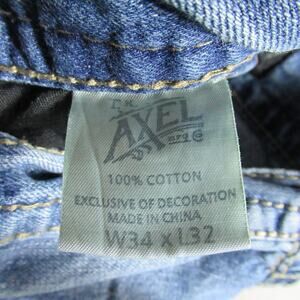 AXEL
100% COTTON
EXCLUSIVE OF DECORATION
MADE IN CHINA
W34 x L32